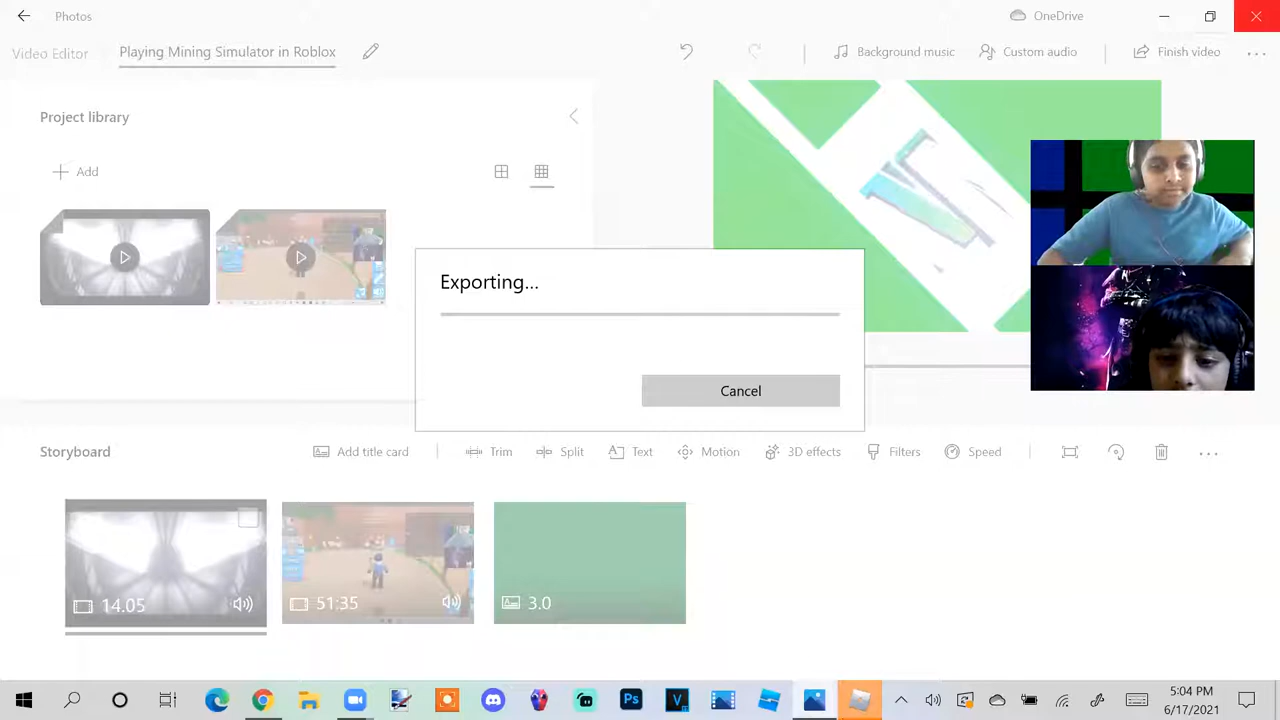 Photos
OneDrive
Video Editor
Playing Mining Simulator in Roblox
Background music
Custom audio
Finish video
Project library
Add
Exporting...
Cancel
Storyboard
Add title card
Trim
Split
Text
Motion
3D effects
Filters
Speed
14.05
51:35
3.0
5:04 PM
6/17/2021